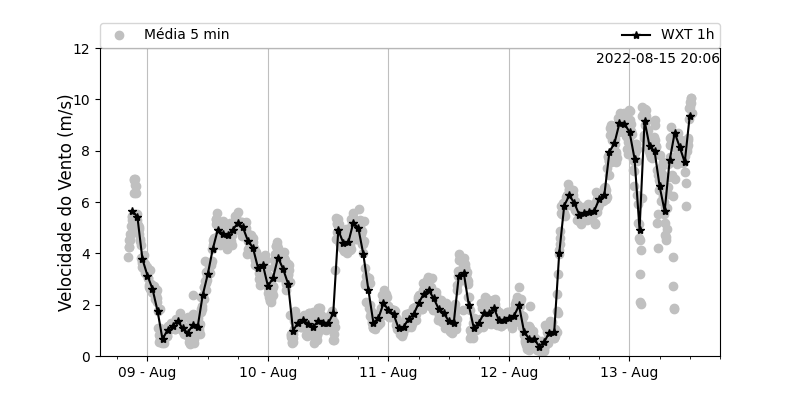 Média 5 min
WXT 1h
2022-08-15 20:06
Velocidade do Vento (m/s)
12
10
8
6
4
2
0
09 - Aug
10 - Aug
11 - Aug
12 - Aug
13 - Aug